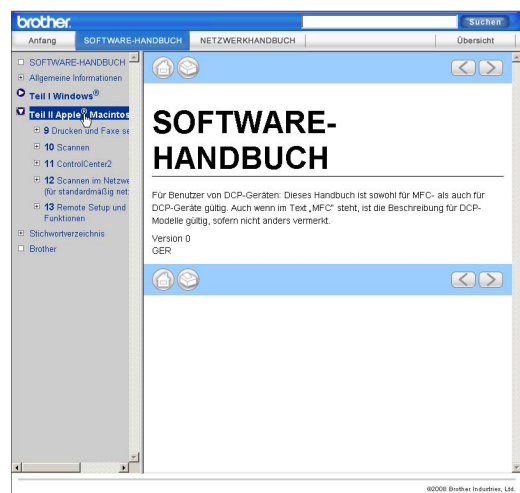 brother.
Suchen
Anfang SOFTWARE-HANDBUCH NETZWERKHANDBUCH Übersicht
SOFTWARE-HANDBUCH
Allgemeine Informationen
Teil I Windows®
Teil II Apple® Macintos
9 Drucken und Faxe se
10 Scannen
11 ControlCenter2
12 Scannen im Netzwe
(für standardmäßig net
13 Remote Setup und
Funktionen
Stichwortverzeichnis
Brother
SOFTWARE-
HANDBUCH
Für Benutzer von DCP-Geräten: Dieses Handbuch ist sowohl für MFC- als auch für
DCP-Geräte gültig. Auch wenn im Text „MFC" steht, ist die Beschreibung für DCP-
Modelle gültig, sofern nicht anders vermerkt.
Version 0
GER
©2008 Brother Industries, Ltd.